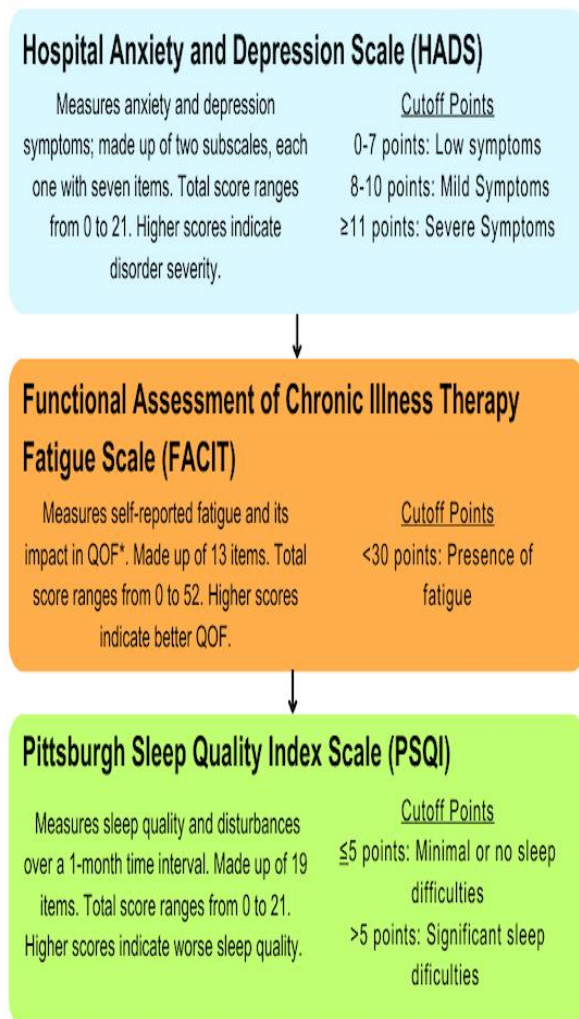 Hospital Anxiety and Depression Scale (HADS)
Measures anxiety and depression
symptoms; made up of two subscales, each
one with seven items. Total score ranges
from 0 to 21. Higher scores indicate
disorder severity.
Cutoff Points
0-7 points: Low symptoms
8-10 points: Mild Symptoms
≥11 points: Severe Symptoms
Functional Assessment of Chronic Illness Therapy
Fatigue Scale (FACIT)
Measures self-reported fatigue and its
impact in QOF*. Made up of 13 items. Total
score ranges from 0 to 52. Higher scores
indicate better QOF.
Cutoff Points
<30 points: Presence of
fatigue
Pittsburgh Sleep Quality Index Scale (PSQI)
Measures sleep quality and disturbances
over a 1-month time interval. Made up of 19
items. Total score ranges from 0 to 21.
Higher scores indicate worse sleep quality.
Cutoff Points
≤5 points: Minimal or no sleep
difficulties
>5 points: Significant sleep
dificulties